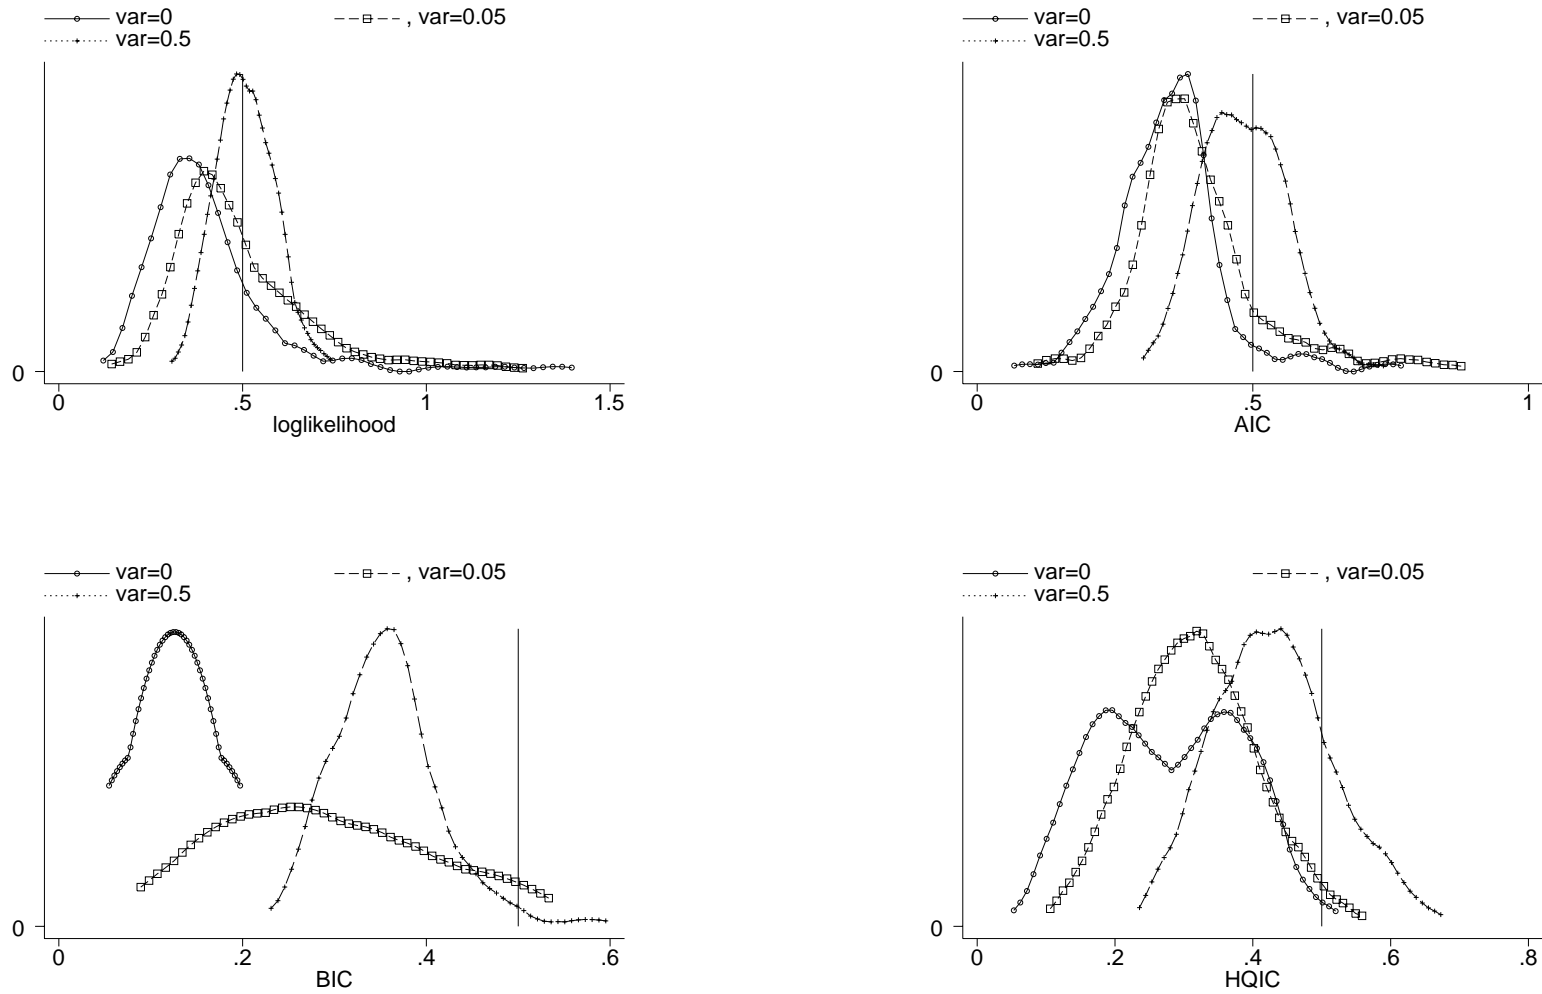 var=0 , var=0.05
var=0.5
0
0 .5 1 1.5
loglikelihood
var=0 , var=0.05
var=0.5
0
0 .5 1
AIC
var=0 , var=0.05
var=0.5
0
0 .2 .4 .6
BIC
var=0 , var=0.05
var=0.5
0
0 .2 .4 .6 .8
HQIC